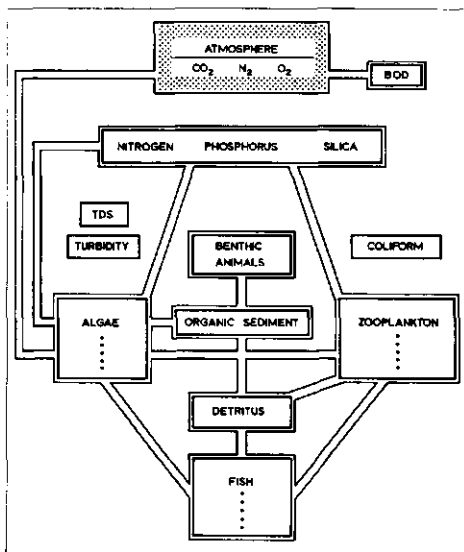 ATMOSPHERE
CO2 N2 O2
BOD
NITROGEN PHOSPHORUS SILICA
TDS
TURBIDITY
BENTHIC
ANIMALS
COLIFORM
ALGAE
ORGANIC SEDIMENT
ZOOPLANKTON
DETRITUS
FISH